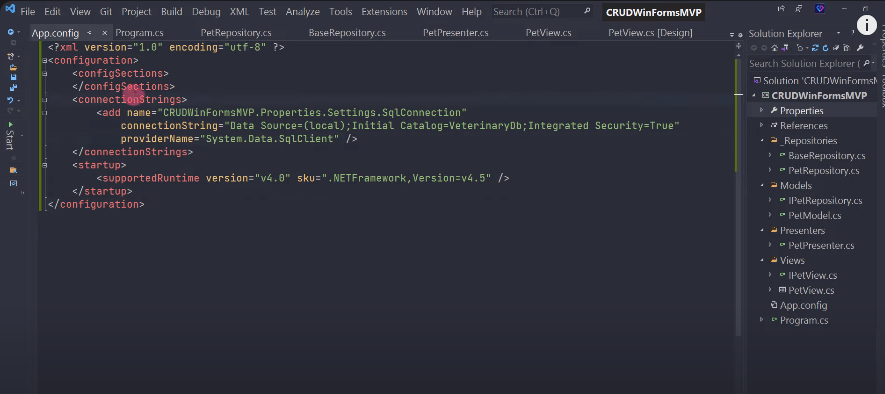 File Edit View Git Project Build Debug XML Test Analyze Tools Extensions Window Help Search (Ctrl+Q) CRUDWinFormsMVP
App.config Program.cs PetRepository.cs BaseRepository.cs PetPresenter.cs PetView.cs PetView.cs [Design]
<?xml version="1.0" encoding="utf-8" ?>
<configuration>
<configSections>
</configSections>
<connectionStrings>
<add name="CRUDWinFormsMVP.Properties.Settings.SqlConnection"
connectionString="Data Source=(local);Initial Catalog=VeterinaryDb;Integrated Security=True"
providerName="System.Data.SqlClient" />
</connectionStrings>
<startup>
<supportedRuntime version="v4.0" sku=".NETFramework,Version=v4.5" />
</startup>
</configuration>
Start
Solution Explorer
Search Solution Explorer (
Solution 'CRUDWinFormsM
CRUDWinFormsMVP
Properties
References
_Repositories
BaseRepository.cs
PetRepository.cs
Models
IPetRepository.cs
PetModel.cs
Presenters
PetPresenter.cs
Views
IPetView.cs
PetView.cs
App.config
Program.cs